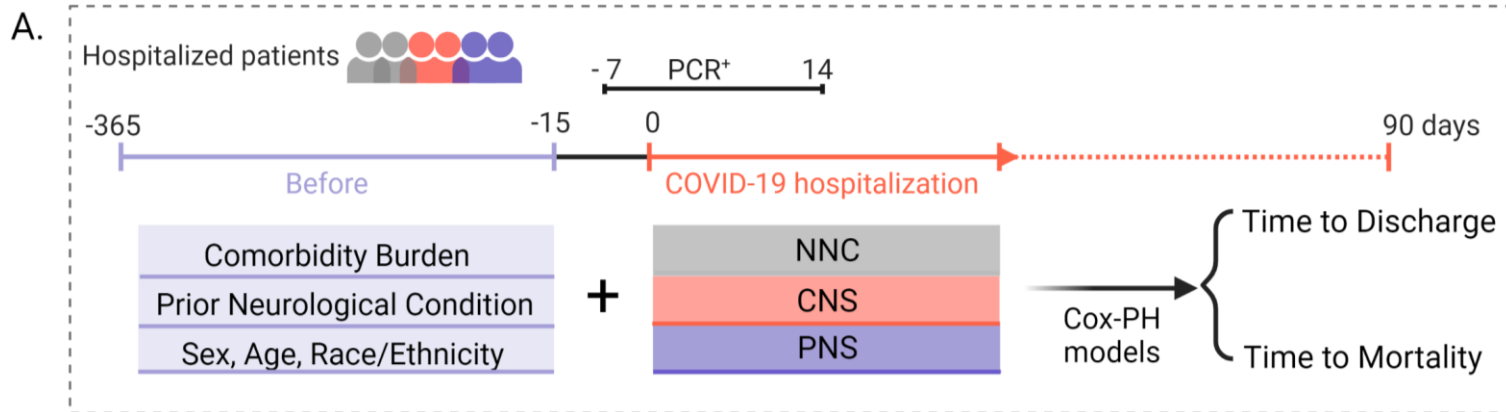 A.
Hospitalized patients
- 7 PCR+ 14
-365 -15 0 90 days
Before COVID-19 hospitalization
Comorbidity Burden
Prior Neurological Condition
Sex, Age, Race/Ethnicity
+
NNC
CNS
PNS
Cox-PH
models
Time to Discharge
Time to Mortality